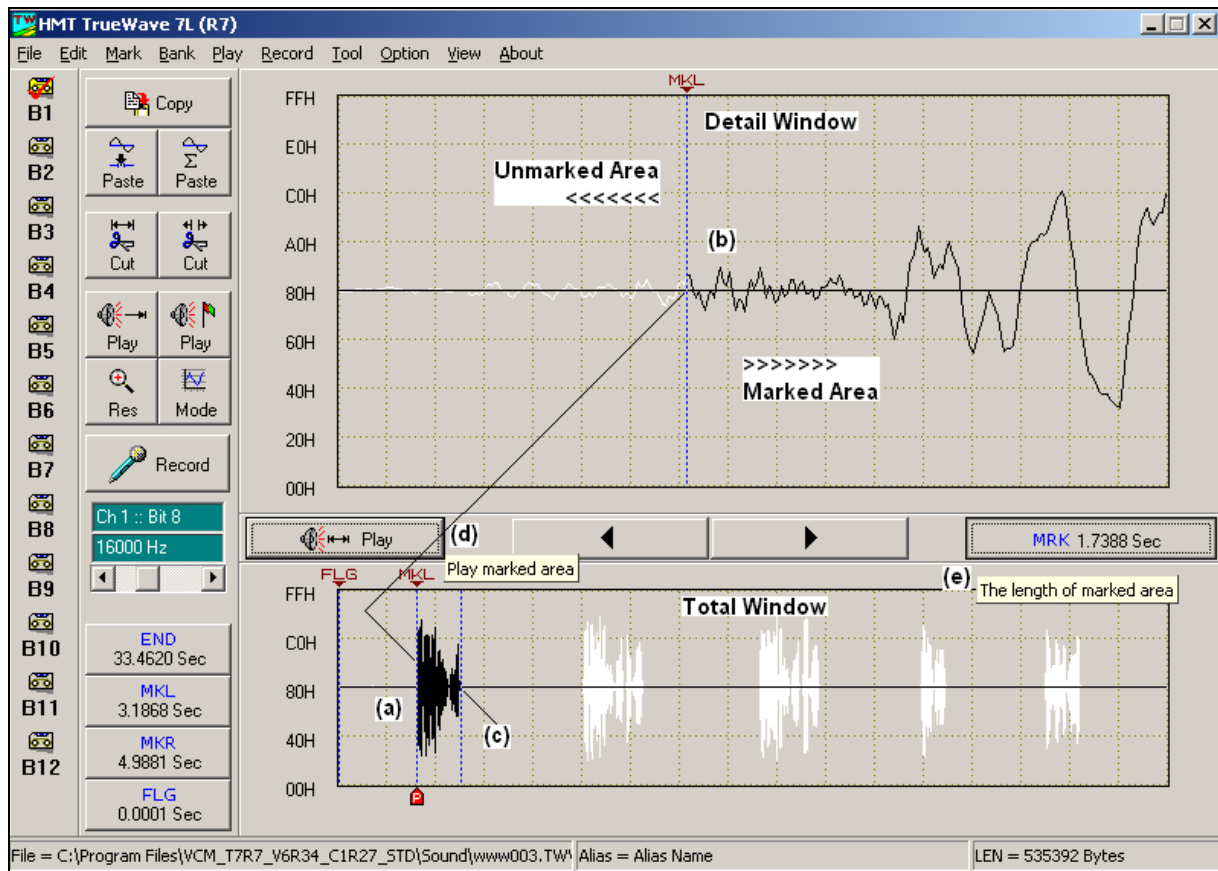 HMT TrueWave 7L (R7)
File Edit Mark Bank Play Record Tool Option View About
B1
B2
B3
B4
B5
B6
B7
B8
B9
B10
B11
B12
Copy
Paste Paste
Cut Cut
Play Play
Res Mode
Record
Ch 1 :: Bit 8
16000 Hz
END
33.4620 Sec
MKL
3.1868 Sec
MKR
4.9881 Sec
FLG
0.0001 Sec
MKL
FFH
E0H
C0H
A0H
80H
60H
40H
20H
00H
Detail Window
Unmarked Area
<<<<<<<
(b)
>>>>>>>
Marked Area
Play
(d)
Play marked area
MRK 1.7388 Sec
(e)
The length of marked area
FLG MKL
FFH
C0H
80H
40H
00H
Total Window
(a)
(c)
P
File = C:\Program Files\VCM_T7R7_V6R34_C1R27_STD\Sound\www003.TW Alias = Alias Name LEN = 535392 Bytes